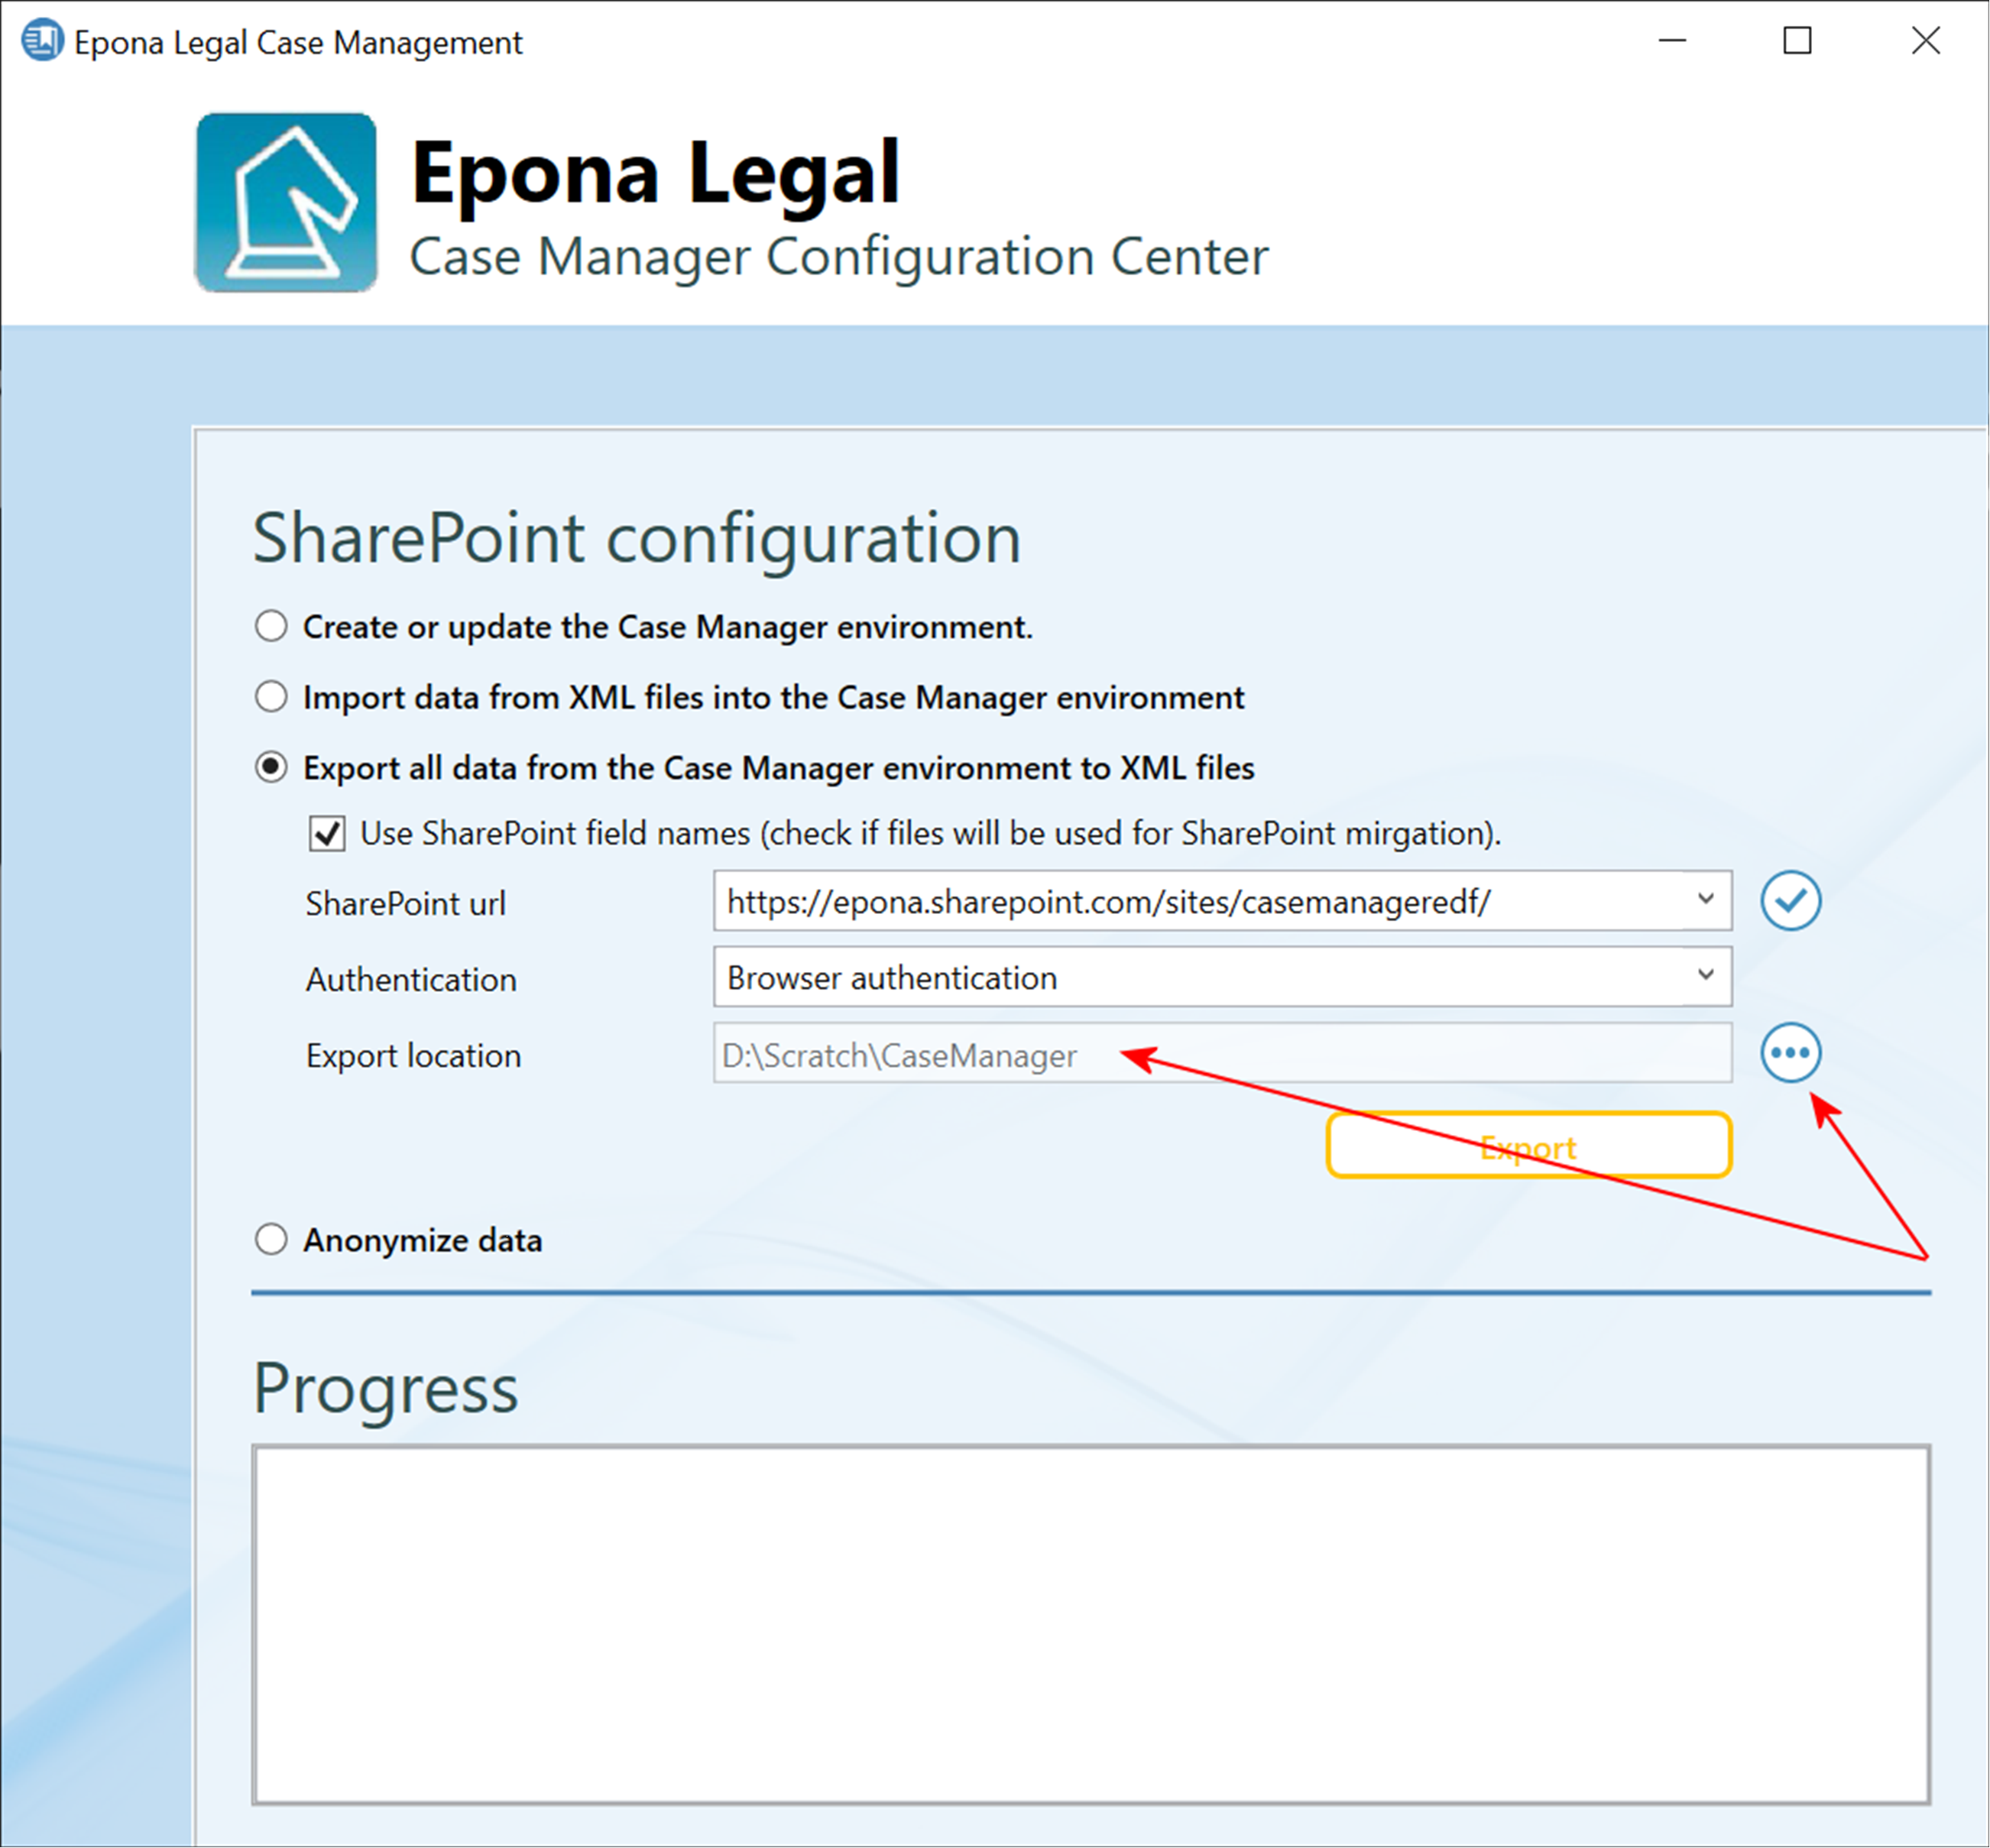 Epona Legal Case Management
Epona Legal
Case Manager Configuration Center
SharePoint configuration
Create or update the Case Manager environment.
Import data from XML files into the Case Manager environment
Export all data from the Case Manager environment to XML files
Use SharePoint field names (check if files will be used for SharePoint mirgation).
SharePoint url https://epona.sharepoint.com/sites/casemanageredf/
Authentication Browser authentication
Export location D:\Scratch\CaseManager
Export
Anonymize data
Progress